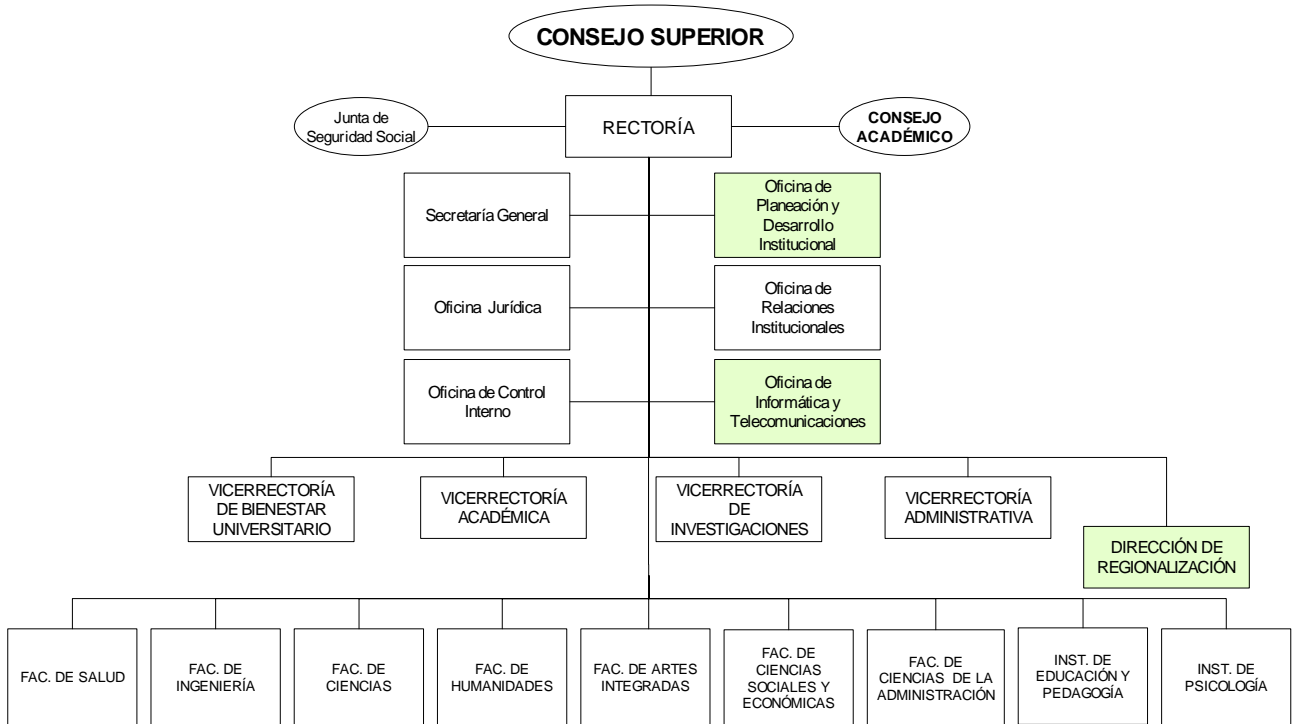 CONSEJO SUPERIOR
Junta de
Seguridad Social
RECTORÍA
CONSEJO
ACADÉMICO
Secretaría General
Oficina de
Planeación y
Desarrollo
Institucional
Oficina Jurídica
Oficina de
Relaciones
Institucionales
Oficina de Control
Interno
Oficina de
Informática y
Telecomunicaciones
VICERRECTORÍA
DE BIENESTAR
UNIVERSITARIO
VICERRECTORÍA
ACADÉMICA
VICERRECTORÍA
DE
INVESTIGACIONES
VICERRECTORÍA
ADMINISTRATIVA
DIRECCIÓN DE
REGIONALIZACIÓN
FAC. DE SALUD
FAC. DE
INGENIERÍA
FAC. DE
CIENCIAS
FAC. DE
HUMANIDADES
FAC. DE ARTES
INTEGRADAS
FAC. DE
CIENCIAS
SOCIALES Y
ECONÓMICAS
FAC. DE
CIENCIAS DE LA
ADMINISTRACIÓN
INST. DE
EDUCACIÓN Y
PEDAGOGÍA
INST. DE
PSICOLOGÍA